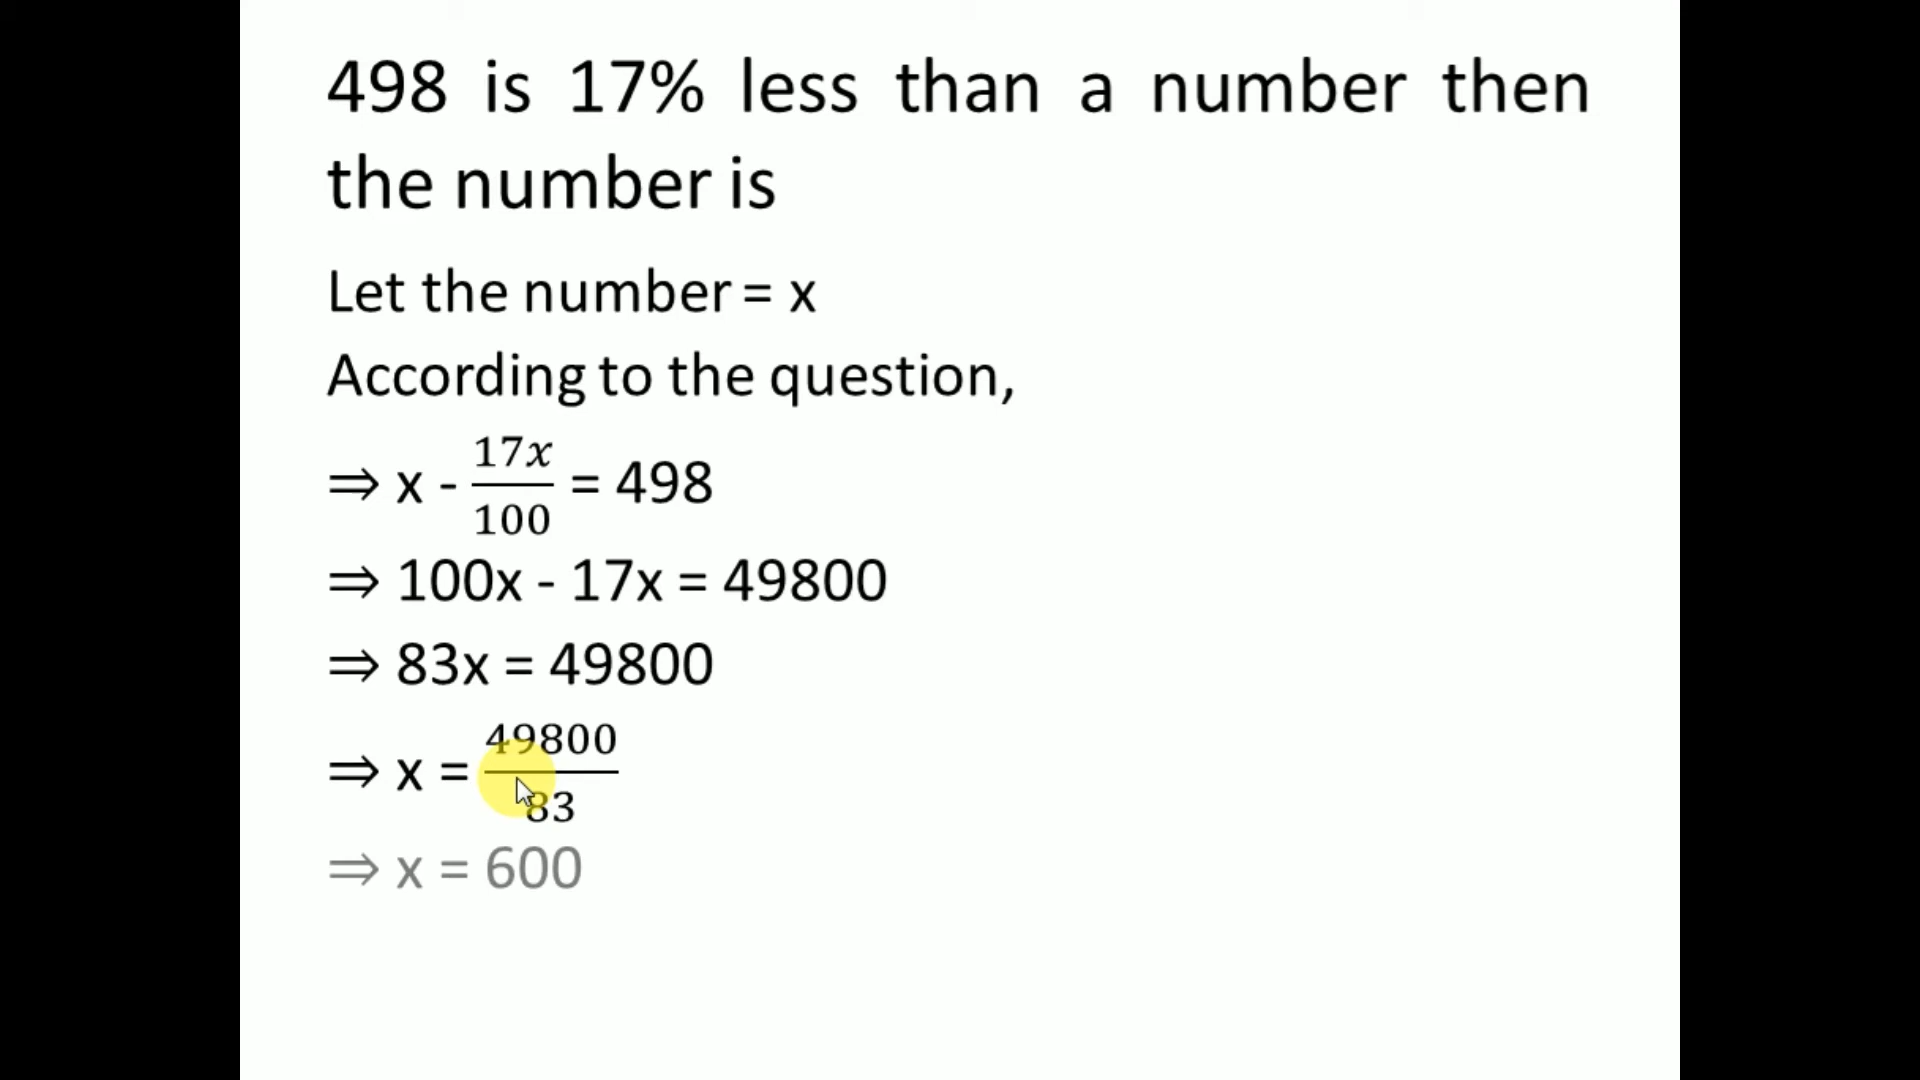 498 is 17% less than a number then
the number is
Let the number = x
According to the question,
⇒ x - 17x/100 = 498
⇒ 100x - 17x = 49800
⇒ 83x = 49800
⇒ x = 49800/83
⇒ x = 600